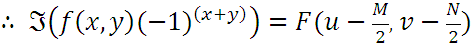 ∴ ℑ(f(x,y)(−1)^(x+y)) = F(u − M/2, v − N/2)